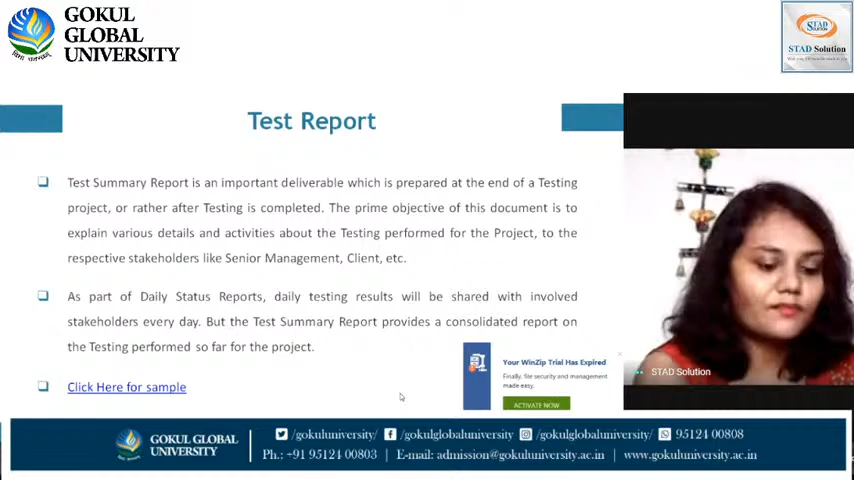 GOKUL
GLOBAL
UNIVERSITY
STAD
SOLUTION
STAD Solution
Test Report
Test Summary Report is an important deliverable which is prepared at the end of a Testing
project, or rather after Testing is completed. The prime objective of this document is to
explain various details and activities about the Testing performed for the Project, to the
respective stakeholders like Senior Management, Client, etc.
As part of Daily Status Reports, daily testing results will be shared with involved
stakeholders every day. But the Test Summary Report provides a consolidated report on
the Testing performed so far for the project.
Click Here for sample
Your WinZip Trial Has Expired
Finally, file security and management
made easy.
ACTIVATE NOW
STAD Solution
GOKUL GLOBAL
UNIVERSITY
/gokuluniversity/ /gokulglobaluniversity /gokulglobaluniversity/ 95124 00808
Ph.: +91 95124 00803 | E-mail: admission@gokuluniversity.ac.in | www.gokuluniversity.ac.in